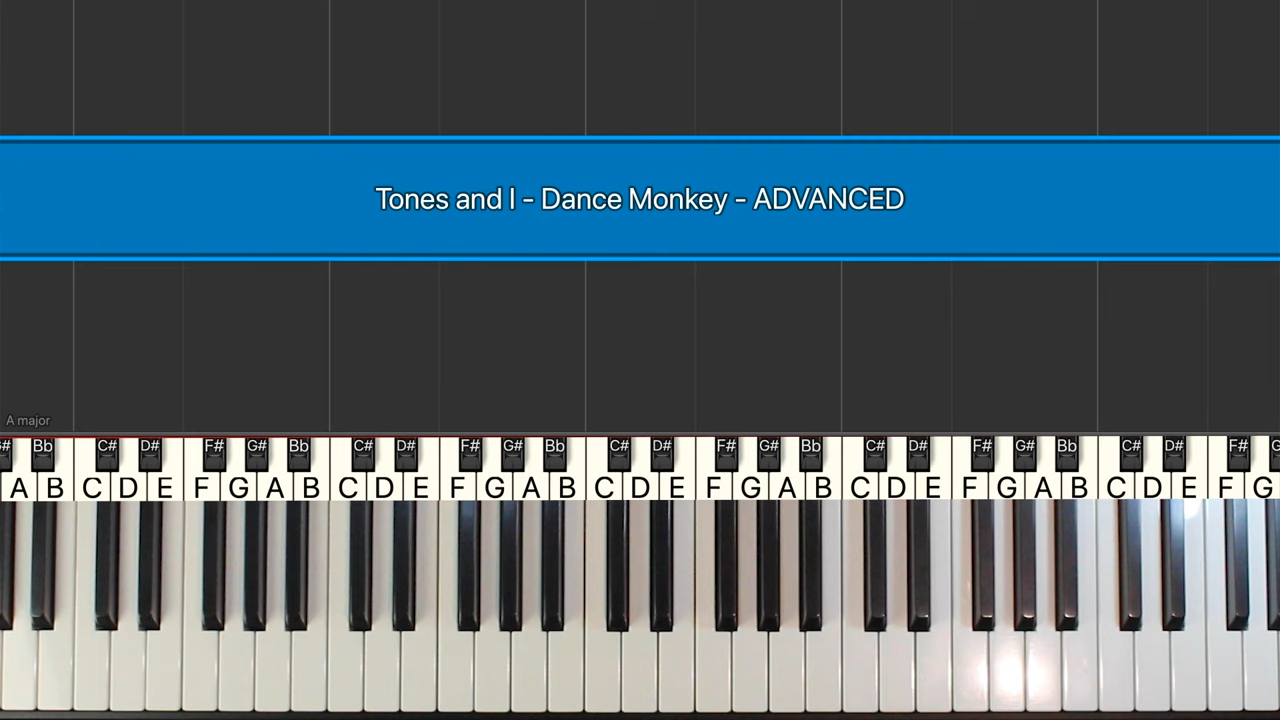 Tones and I - Dance Monkey - ADVANCED
A major
G# Bb C# D# F# G# Bb C# D# F# G# Bb C# D# F# G# Bb C# D# F# G# Bb C# D# F# G
A B C D E F G A B C D E F G A B C D E F G A B C D E F G A B C D E F G